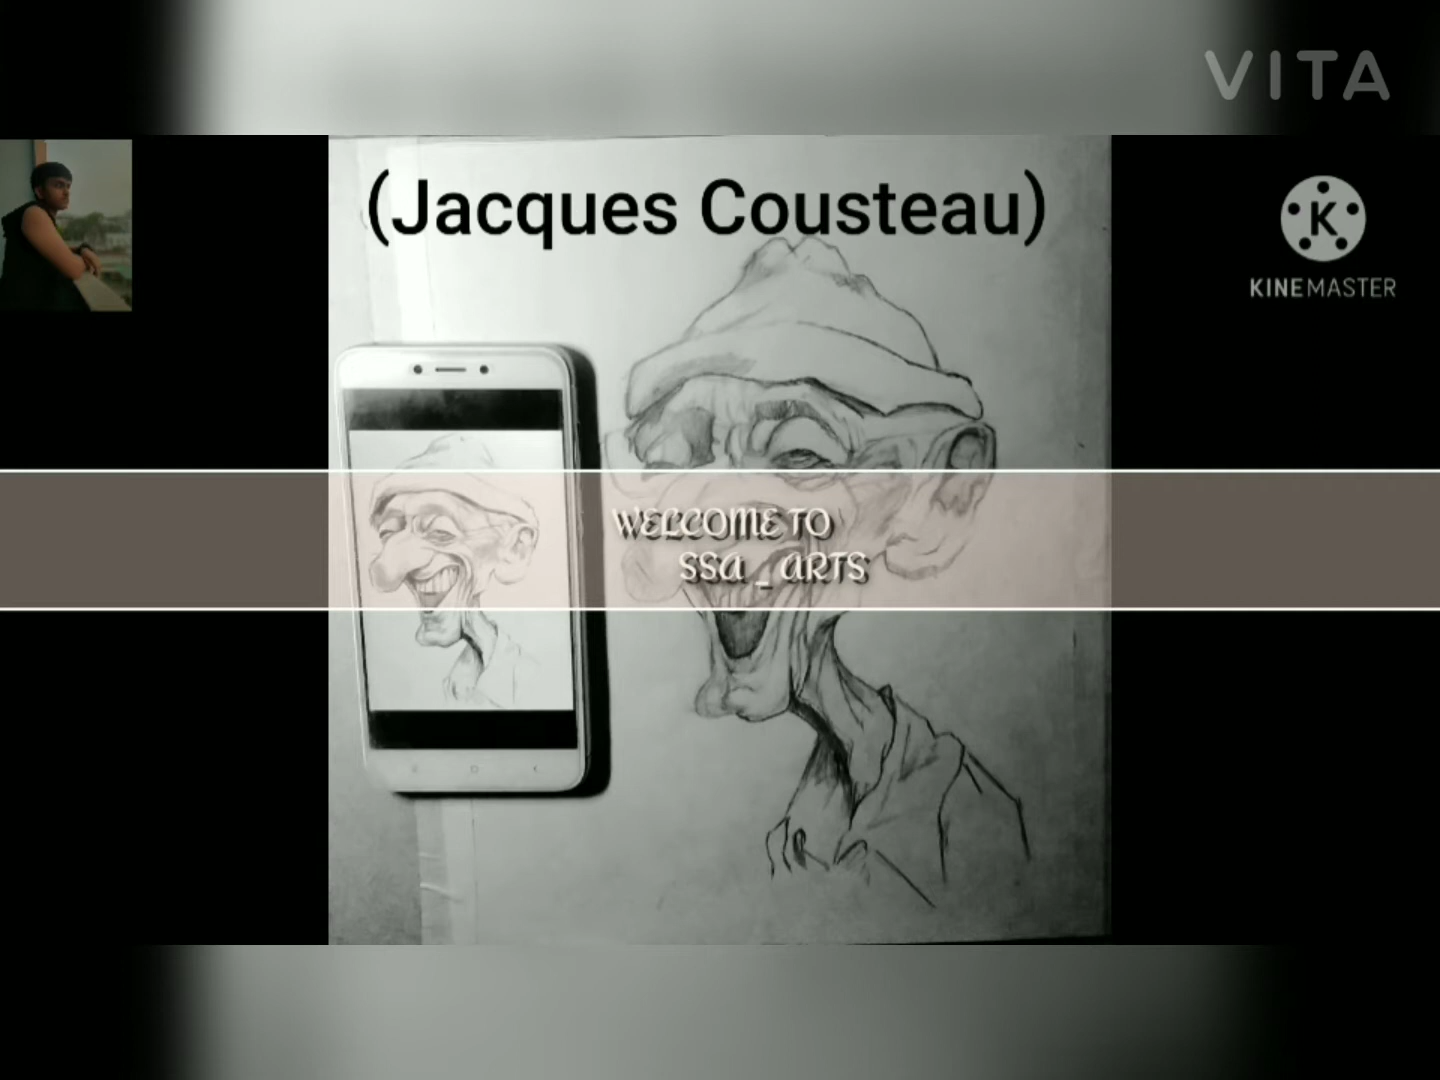 VITA
(Jacques Cousteau)
K
KINEMASTER
WELCOME TO
SSA _ ARTS